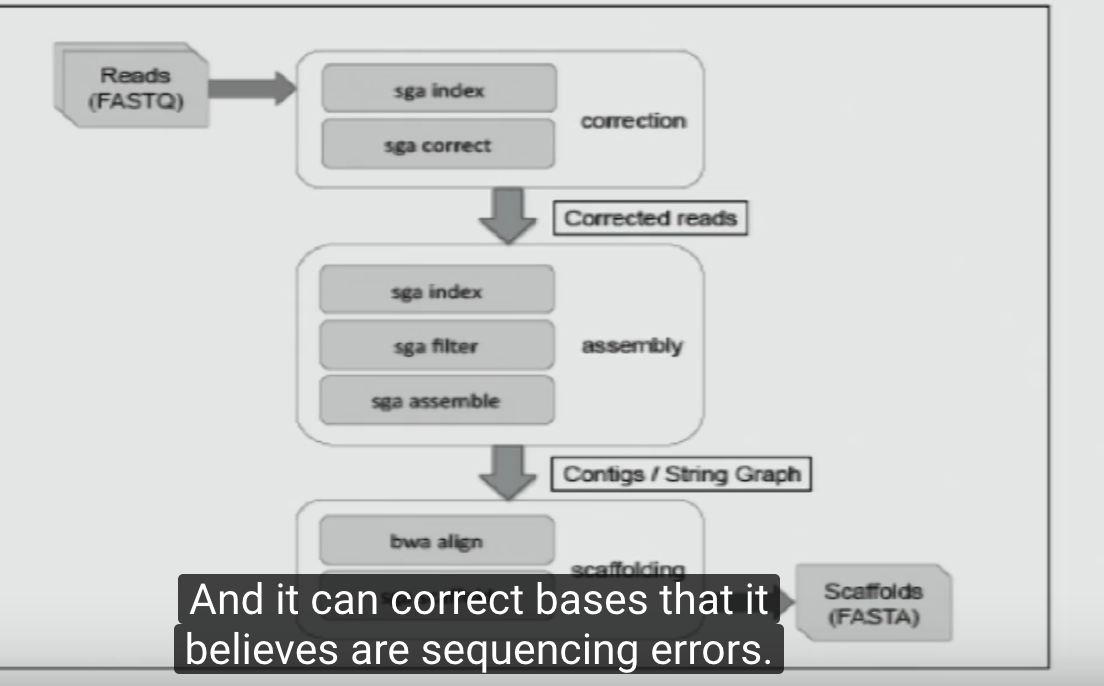 Reads
(FASTQ)
sga index
correction
sga correct
Corrected reads
sga index
sga filter
assembly
sga assemble
Contigs / String Graph
bwa align
scaffolding
Scaffolds
(FASTA)
And it can correct bases that it
believes are sequencing errors.